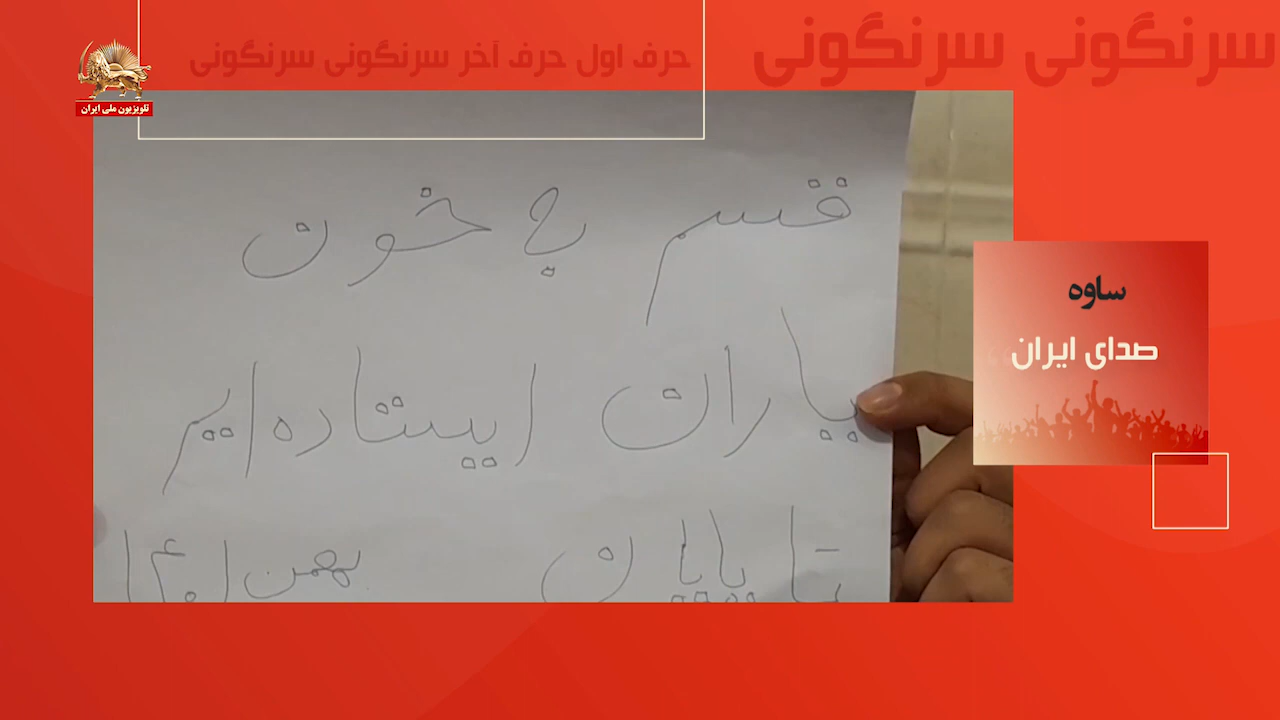 سرنگونی سرنگونی
حرف اول حرف آخر سرنگونی سرنگونی
تلویزیون ملی ایران
قسم به خون
یاران ایستاده ایم
تا پایان
بهمن ۱۴۰۱
ساوه
صدای ایران